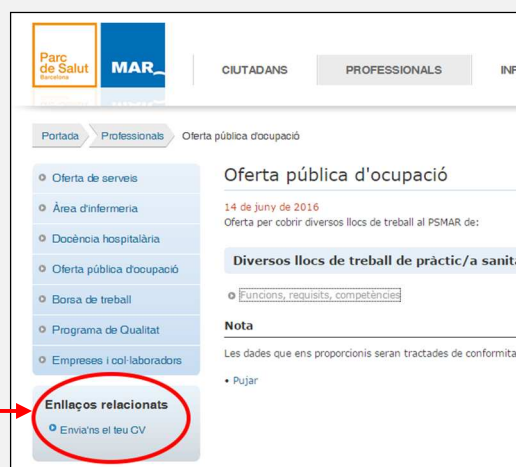 Parc
de Salut
Barcelona
MAR
CIUTADANS
PROFESSIONALS
Portada
Professionals
Oferta pública d'ocupació
Oferta de serveis
Àrea d'infermeria
Docència hospitalària
Oferta pública d'ocupació
Borsa de treball
Programa de Qualitat
Empreses i col·laboradors
Enllaços relacionats
Envia'ns el teu CV
Oferta pública d'ocupació
14 de juny de 2016
Oferta per cobrir diversos llocs de treball al PSMAR de:
Diversos llocs de treball de pràctic/a
Funcions, requisits, competències
Nota
Les dades que ens proporcionis seran tractades de
• Pujar